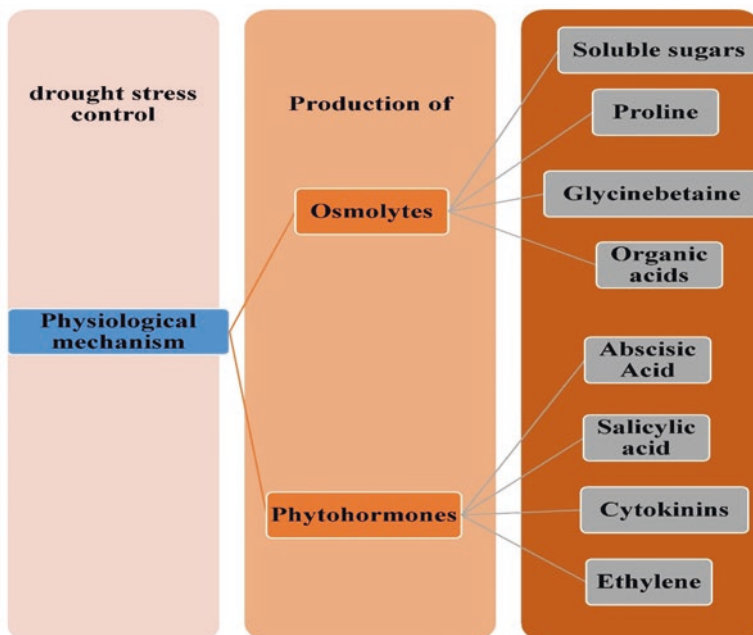 drought stress
control
Physiological
mechanism
Production of
Osmolytes
Phytohormones
Soluble sugars
Proline
Glycinebetaine
Organic
acids
Abscisic
Acid
Salicylic
acid
Cytokinins
Ethylene